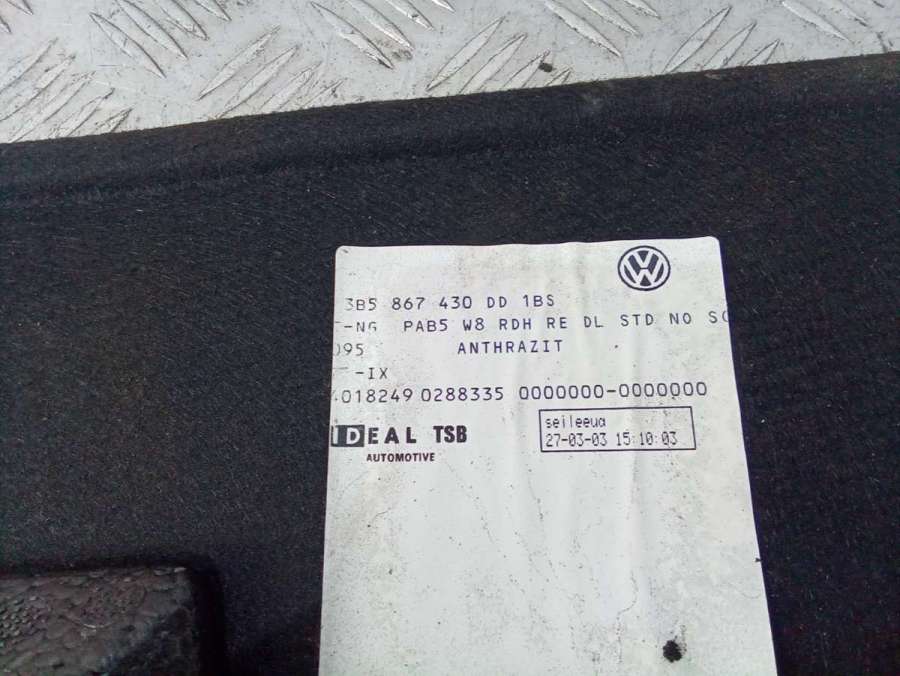 3B5 867 430 DD 1BS
-NG PAB5 W8 RDH RE DL STD NO
095 ANTHRAZIT
-IX
4018249 0288335 0000000-0000000
IDEAL TSB
AUTOMOTIVE
seileeua
27-03-03 15:10:03